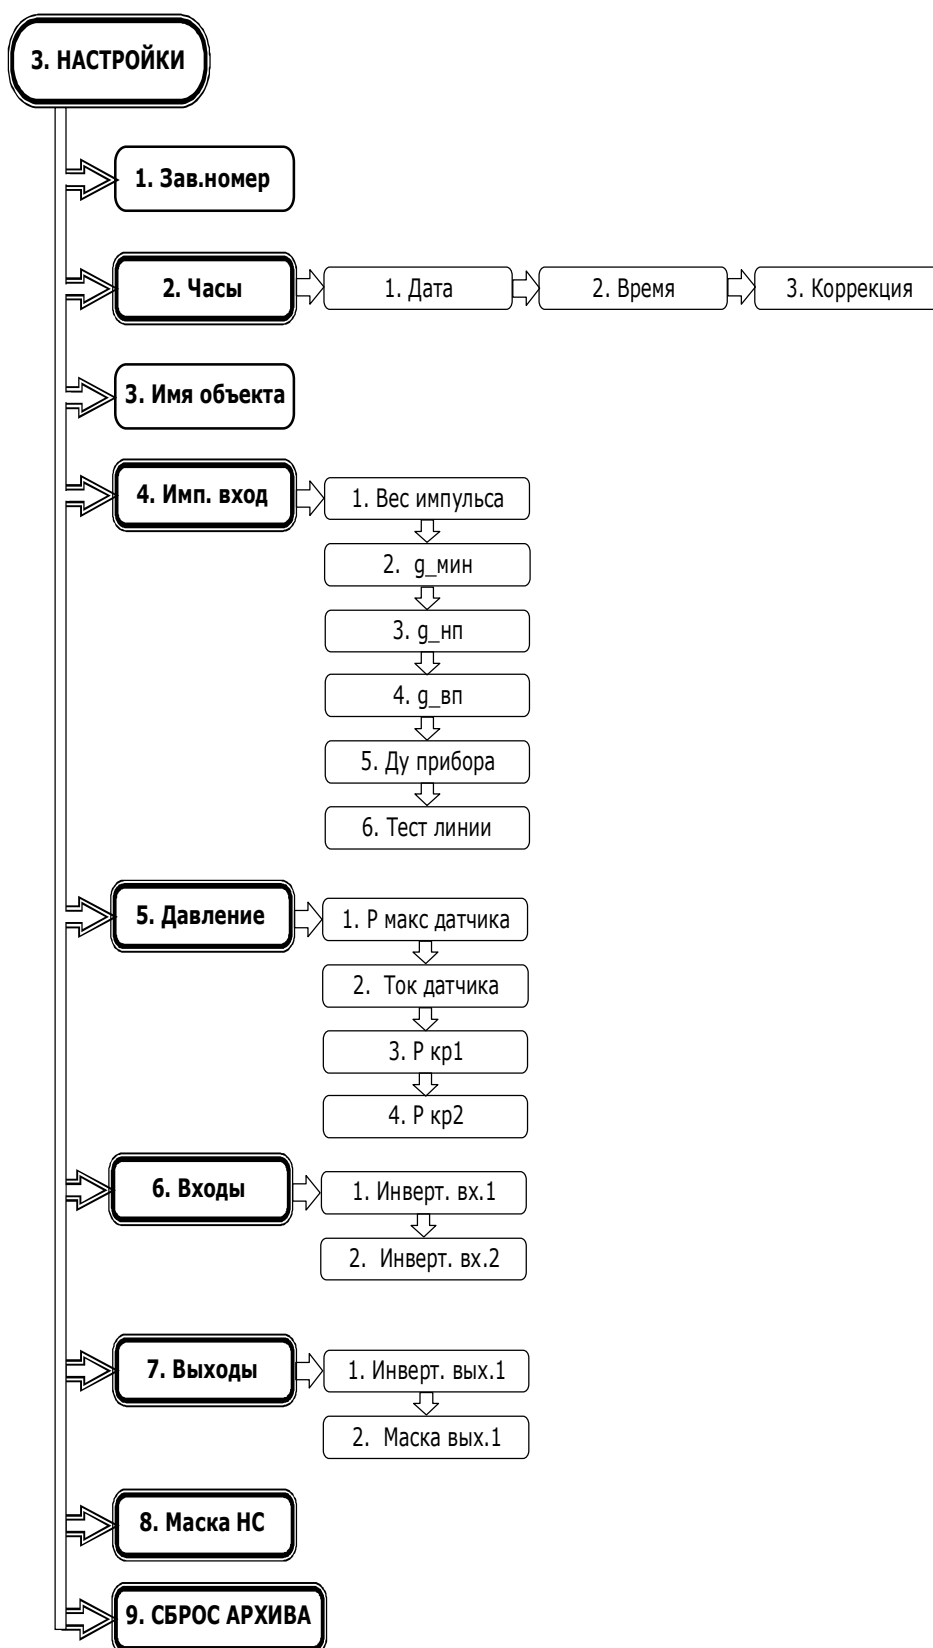 3. НАСТРОЙКИ
1. Зав.номер
2. Часы
1. Дата
2. Время
3. Коррекция
3. Имя объекта
4. Имп. вход
1. Вес импульса
2. g_мин
3. g_нп
4. g_вп
5. Ду прибора
6. Тест линии
5. Давление
1. Р макс датчика
2. Ток датчика
3. Р кр1
4. Р кр2
6. Входы
1. Инверт. вх.1
2. Инверт. вх.2
7. Выходы
1. Инверт. вых.1
2. Маска вых.1
8. Маска НС
9. СБРОС АРХИВА